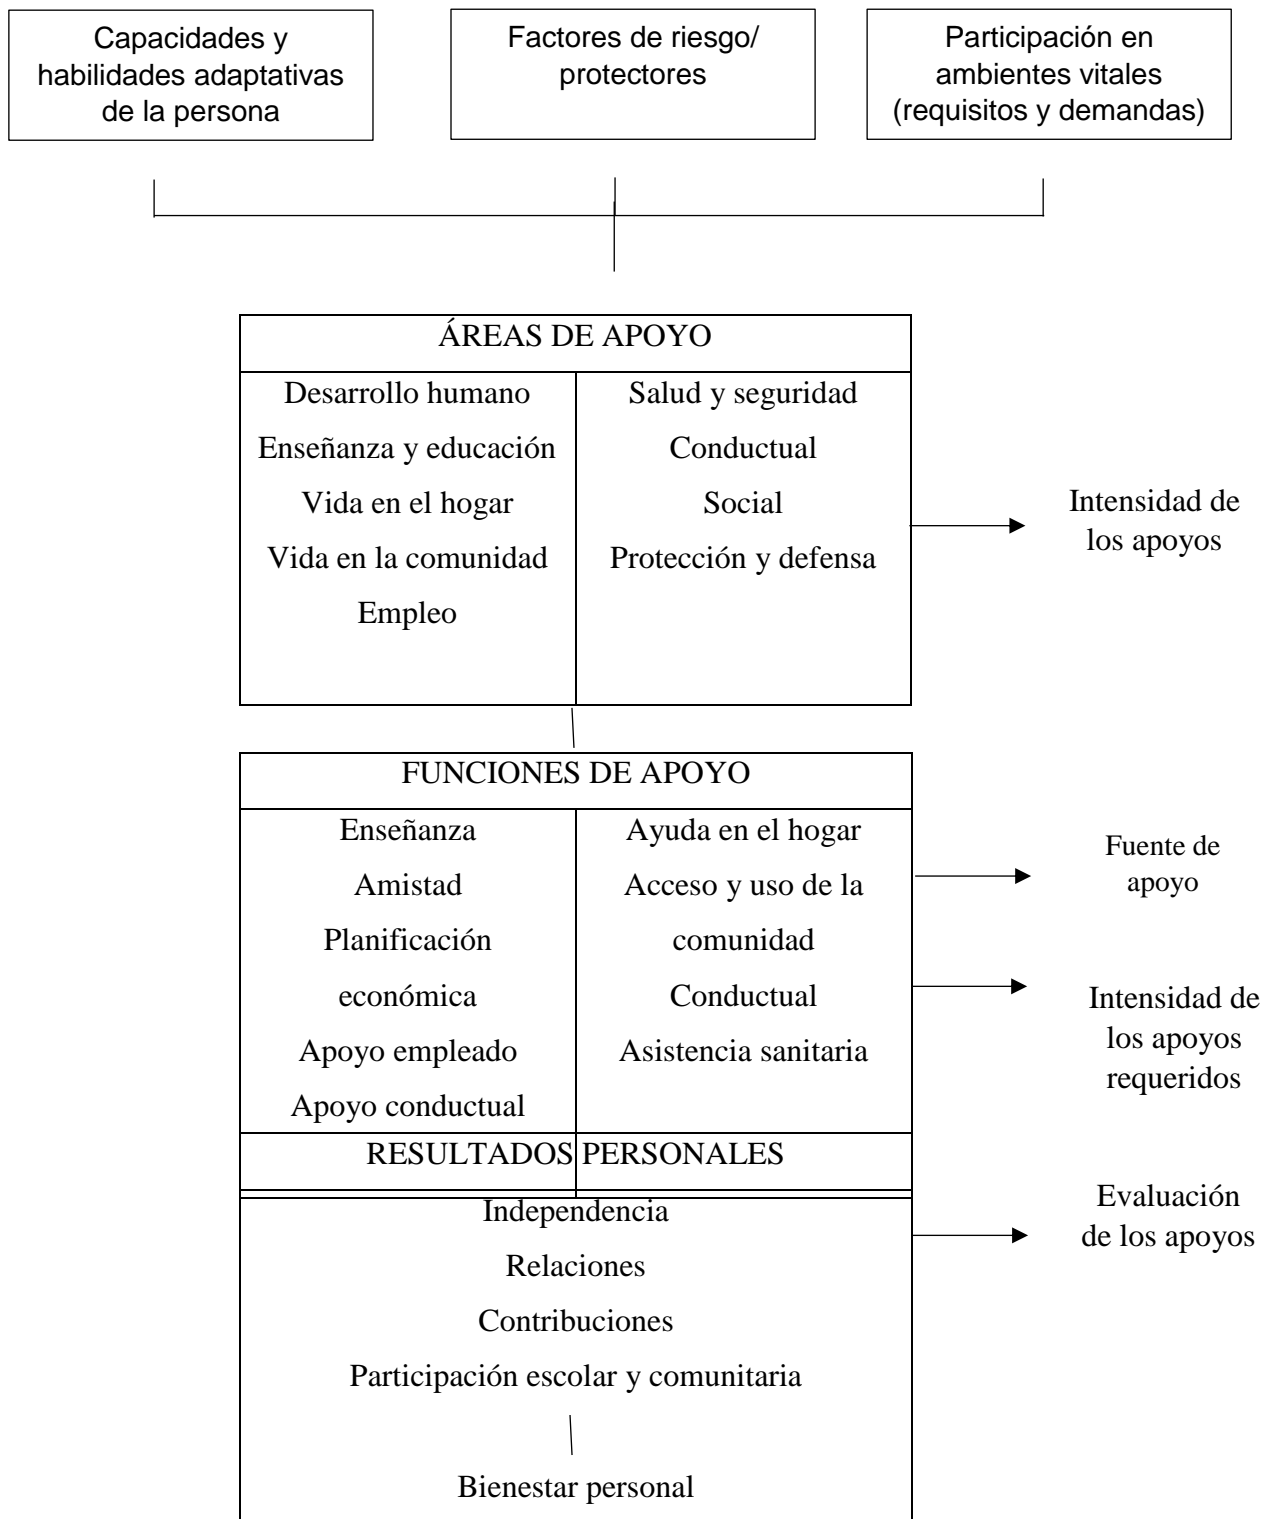 Capacidades y
habilidades adaptativas
de la persona
Factores de riesgo/
protectores
Participación en
ambientes vitales
(requisitos y demandas)
ÁREAS DE APOYO
Desarrollo humano
Enseñanza y educación
Vida en el hogar
Vida en la comunidad
Empleo
Salud y seguridad
Conductual
Social
Protección y defensa
Intensidad de
los apoyos
FUNCIONES DE APOYO
Enseñanza
Amistad
Planificación
económica
Apoyo empleado
Apoyo conductual
Ayuda en el hogar
Acceso y uso de la
comunidad
Conductual
Asistencia sanitaria
Fuente de
apoyo
Intensidad de
los apoyos
requeridos
RESULTADOS PERSONALES
Independencia
Relaciones
Contribuciones
Participación escolar y comunitaria
Bienestar personal
Evaluación
de los apoyos